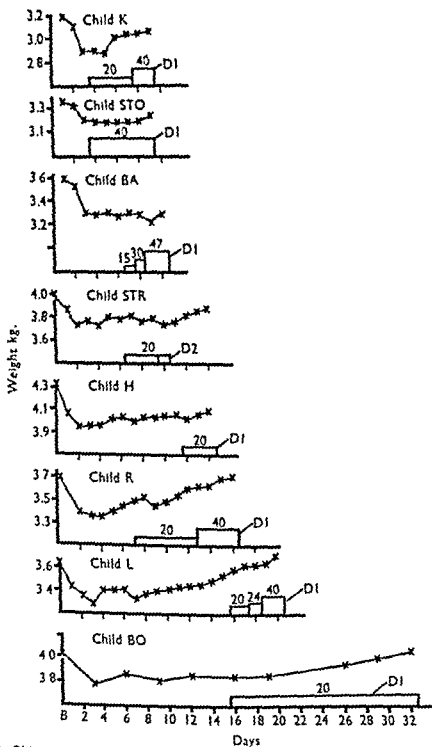 Child K
3.2
3.0
2.8
20
40
D1
Child STO
3.3
3.1
40
D1
Child BA
3.6
3.4
3.2
15
30
47
D1
Child STR
4.0
3.8
3.6
20
D2
Weight kg.
Child H
4.3
4.1
3.9
20
D1
Child R
3.7
3.5
3.3
20
40
D1
Child L
3.4
20
24
40
D1
Child BO
4.0
3.8
20
D1
B 2 4 6 8 10 12 14 16 18 20 22 24 26 28 30 32
Days